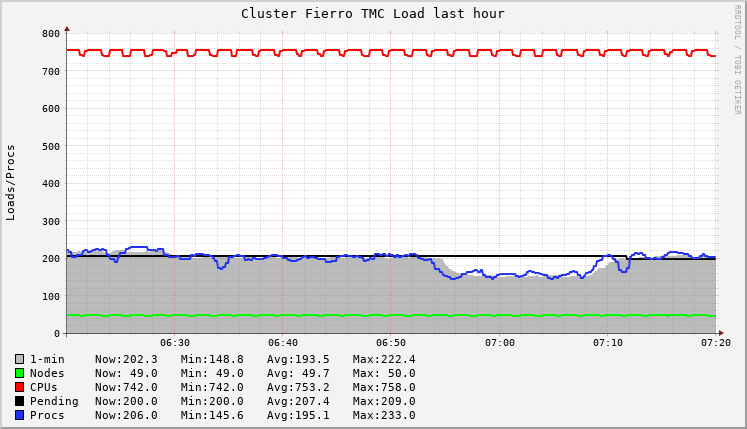 Cluster Fierro TMC Load last hour
RRDTOOL / TOBI OETIKER
Loads/Procs
800
700
600
500
400
300
200
100
0
06:30 06:40 06:50 07:00 07:10 07:20
1-min Now:202.3 Min:148.8 Avg:193.5 Max:222.4
Nodes Now: 49.0 Min: 49.0 Avg: 49.7 Max: 50.0
CPUs Now:742.0 Min:742.0 Avg:753.2 Max:758.0
Pending Now:200.0 Min:200.0 Avg:207.4 Max:209.0
Procs Now:206.0 Min:145.6 Avg:195.1 Max:233.0